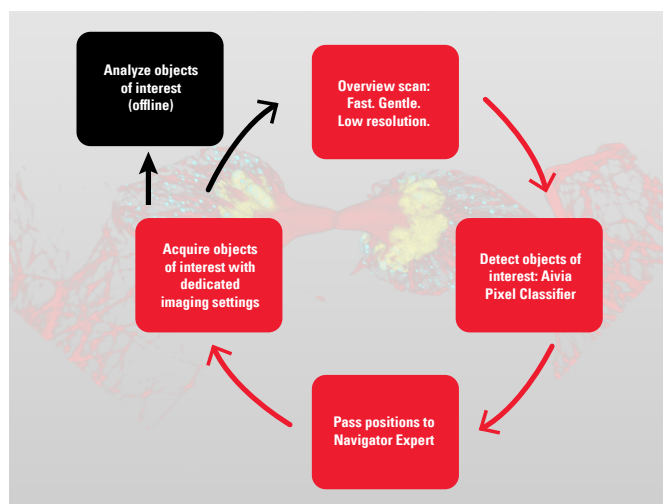 Analyze objects
of interest
(offline)
Overview scan:
Fast. Gentle.
Low resolution.
Acquire objects
of interest with
dedicated
imaging settings
Detect objects of
interest: Aivia
Pixel Classifier
Pass positions to
Navigator Expert